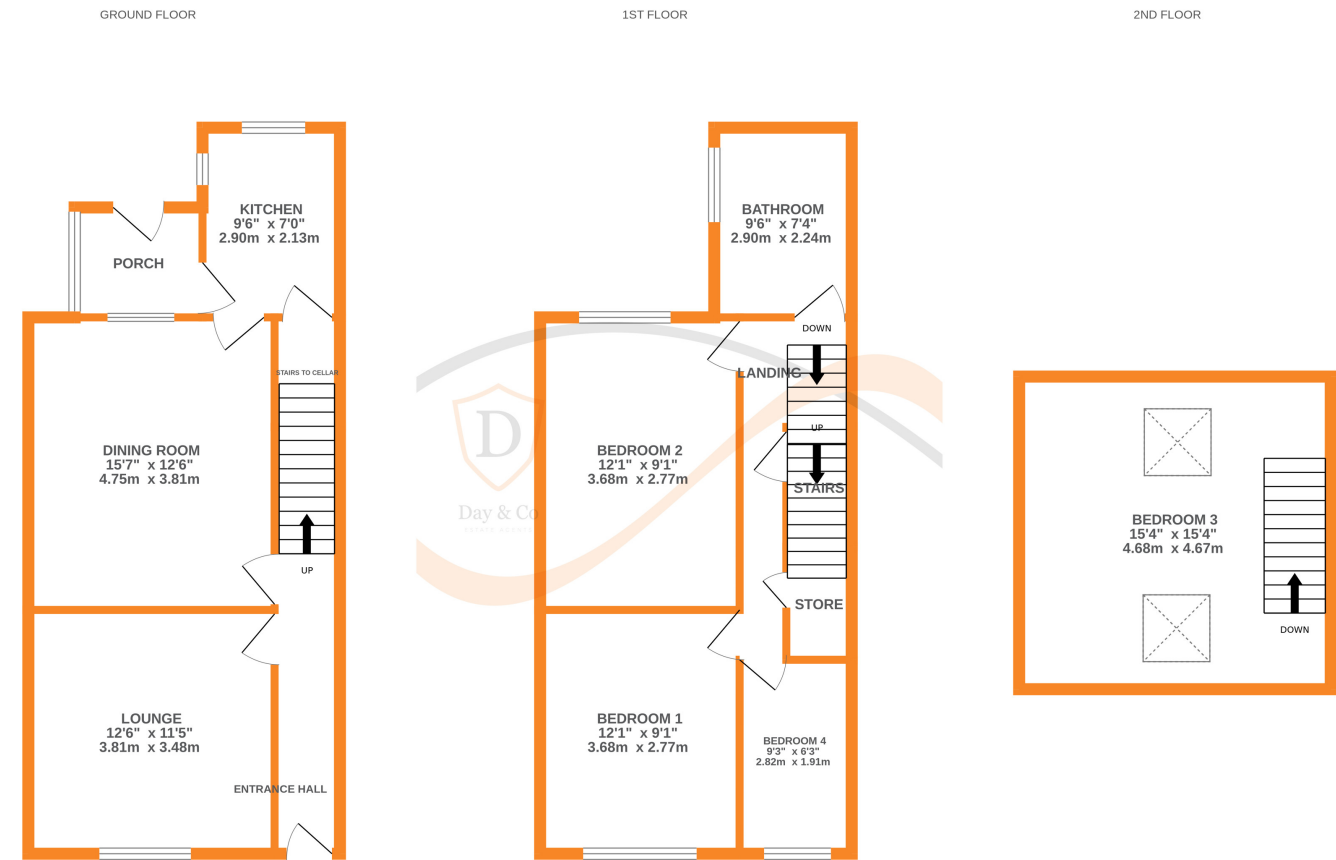 GROUND FLOOR
1ST FLOOR
2ND FLOOR
KITCHEN
9'6" x 7'0"
2.90m x 2.13m
PORCH
STAIRS TO CELLAR
DINING ROOM
15'7" x 12'6"
4.75m x 3.81m
UP
LOUNGE
12'6" x 11'5"
3.81m x 3.48m
ENTRANCE HALL
BATHROOM
9'6" x 7'4"
2.90m x 2.24m
DOWN
LANDING
UP
BEDROOM 2
12'1" x 9'1"
3.68m x 2.77m
STAIRS
STORE
BEDROOM 1
12'1" x 9'1"
3.68m x 2.77m
BEDROOM 4
9'3" x 6'3"
2.82m x 1.91m
D
Day & Co
ESTATE AGENTS
BEDROOM 3
15'4" x 15'4"
4.68m x 4.67m
DOWN